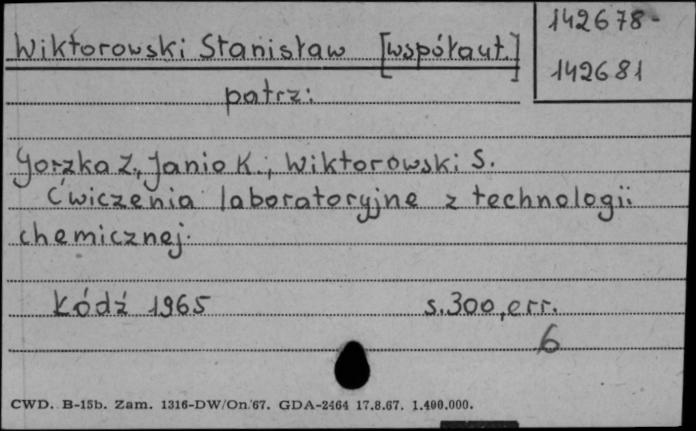 142678-
142681
Wiktorowski Stanisław [współaut.]
patrz:
Gorzka Z., Janio K., Wiktorowski S.
Ćwiczenia laboratoryjne z technologii
chemicznej.
Łódź 1965 s.300, err.
6
CWD. B-15b. Zam. 1316-DW/On/67. GDA-2464 17.8.67. 1.400.000.